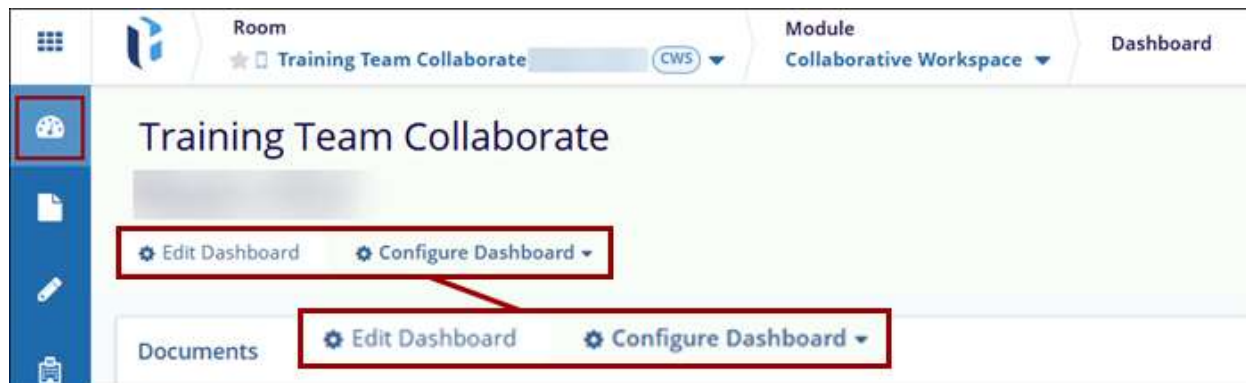 Room
Training Team Collaborate
CWS
Module
Collaborative Workspace
Dashboard
Training Team Collaborate
Edit Dashboard
Configure Dashboard
Documents
Edit Dashboard
Configure Dashboard